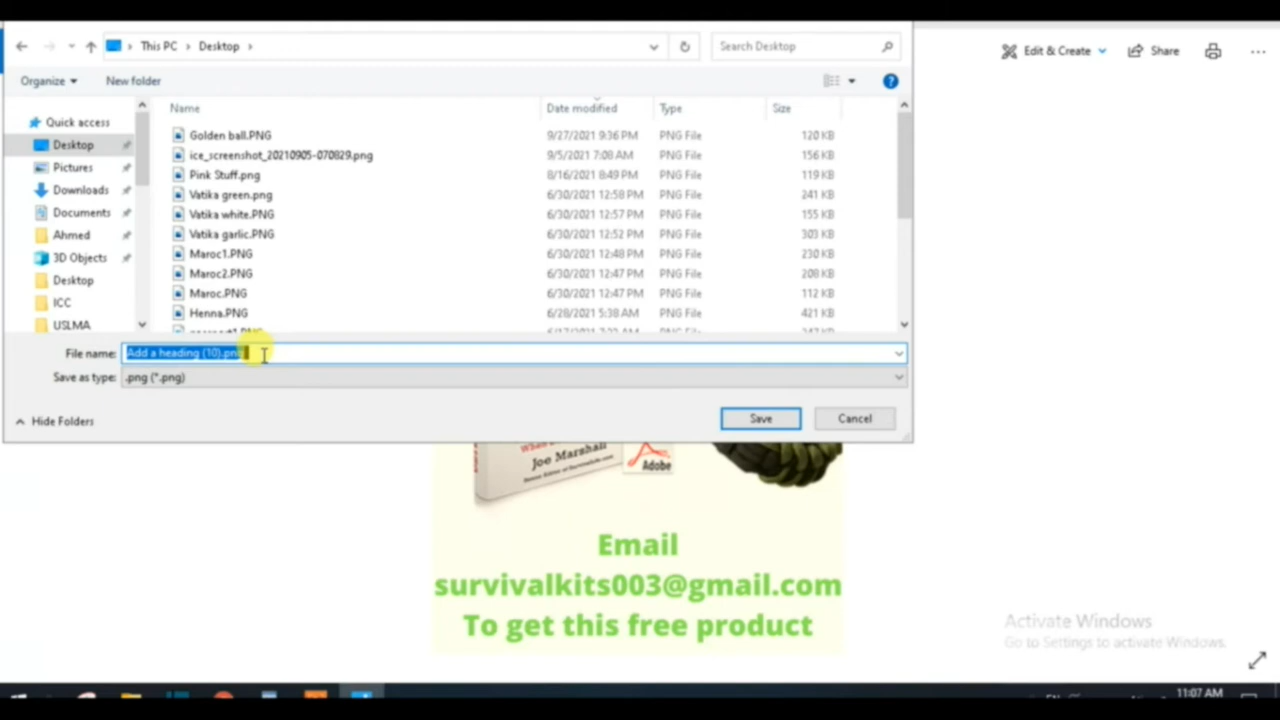 This PC > Desktop >
Search Desktop
Edit & Create
Share
Organize
New folder
Name Date modified Type Size
Quick access
Desktop
Pictures
Downloads
Documents
Ahmed
3D Objects
Desktop
ICC
USLMA
Golden ball.PNG 9/27/2021 9:36 PM PNG File 120 KB
ice_screenshot_20210905-070829.png 9/5/2021 7:08 AM PNG File 156 KB
Pink Stuff.png 8/16/2021 8:49 PM PNG File 119 KB
Vatika green.png 6/30/2021 12:58 PM PNG File 241 KB
Vatika white.PNG 6/30/2021 12:57 PM PNG File 155 KB
Vatika garlic.PNG 6/30/2021 12:52 PM PNG File 303 KB
Maroc1.PNG 6/30/2021 12:48 PM PNG File 230 KB
Maroc2.PNG 6/30/2021 12:47 PM PNG File 208 KB
Maroc.PNG 6/30/2021 12:47 PM PNG File 112 KB
Henna.PNG 6/28/2021 5:38 AM PNG File 421 KB
File name: Add a heading (10).png
Save as type: .png (*.png)
Hide Folders
Save
Cancel
Joe Marshall
Adobe
Email
survivalkits003@gmail.com
To get this free product
Activate Windows
Go to Settings to activate Windows.
11:07 AM